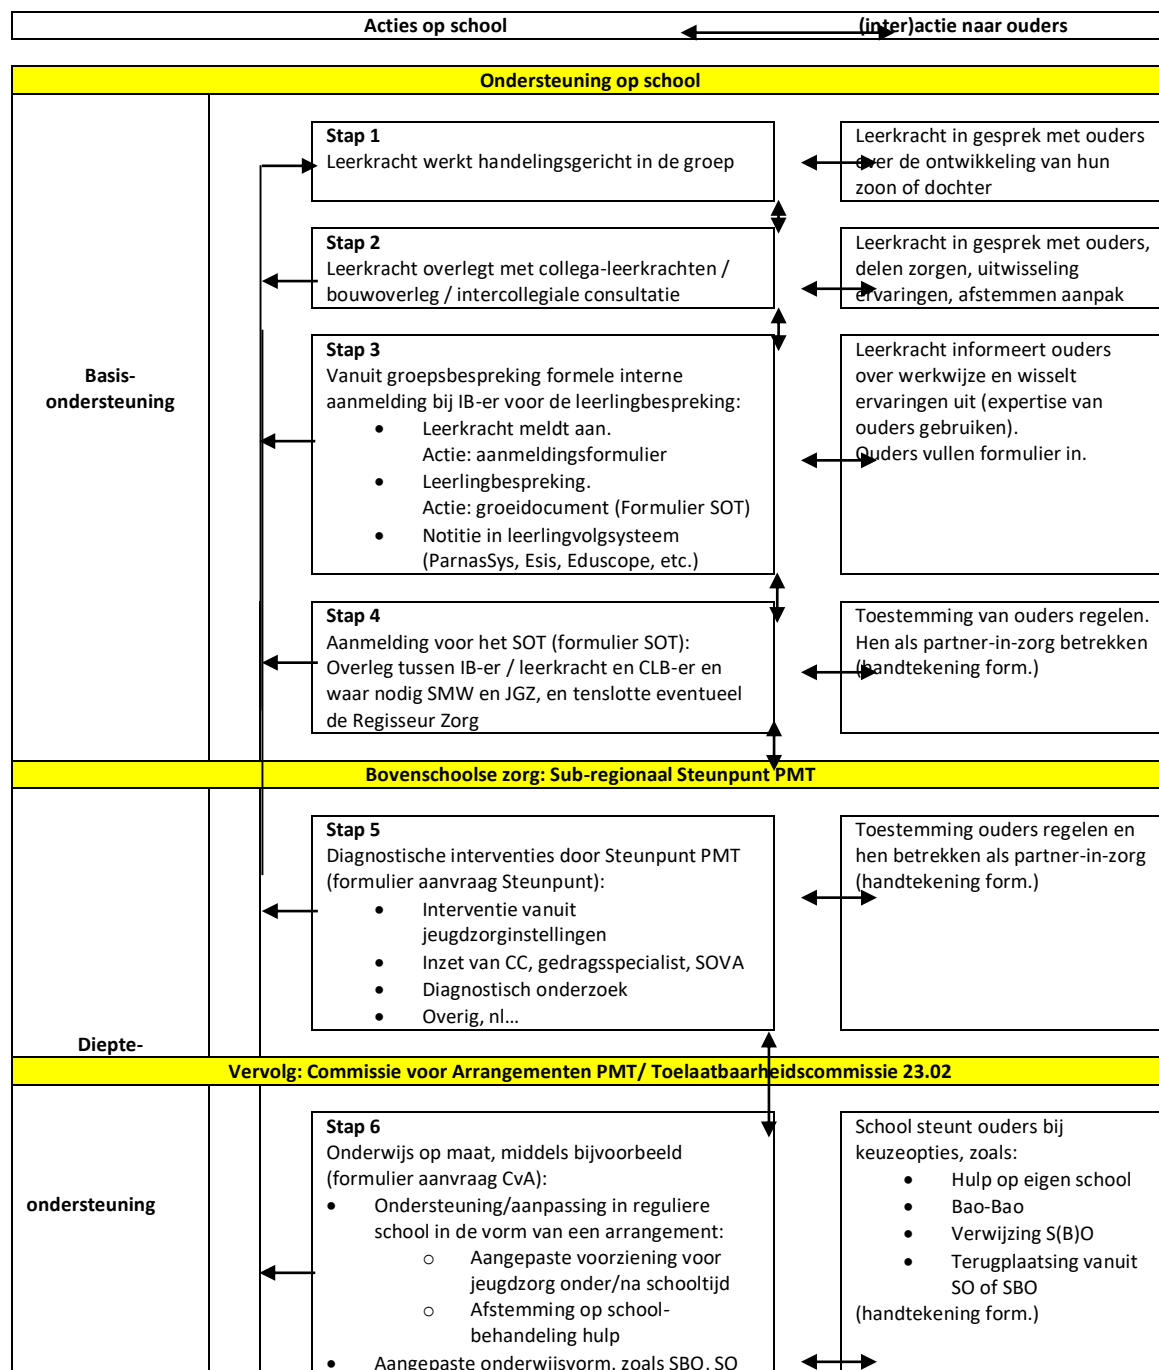 Acties op school (inter)actie naar ouders
Ondersteuning op school
Basis-
ondersteuning
Stap 1
Leerkracht werkt handelingsgericht in de groep
Leerkracht in gesprek met ouders
over de ontwikkeling van hun
zoon of dochter
Stap 2
Leerkracht overlegt met collega-leerkrachten /
bouwoverleg / intercollegiale consultatie
Leerkracht in gesprek met ouders,
delen zorgen, uitwisseling
ervaringen, afstemmen aanpak
Stap 3
Vanuit groepsbespreking formele interne
aanmelding bij IB-er voor de leerlingbespreking:
• Leerkracht meldt aan.
Actie: aanmeldingsformulier
• Leerlingbespreking.
Actie: groeidocument (Formulier SOT)
• Notitie in leerlingvolgsysteem
(ParnasSys, Esis, Eduscope, etc.)
Leerkracht informeert ouders
over werkwijze en wisselt
ervaringen uit (expertise van
ouders gebruiken).
Ouders vullen formulier in.
Stap 4
Aanmelding voor het SOT (formulier SOT):
Overleg tussen IB-er / leerkracht en CLB-er en
waar nodig SMW en JGZ, en tenslotte eventueel
de Regisseur Zorg
Toestemming van ouders regelen.
Hen als partner-in-zorg betrekken
(handtekening form.)
Bovenschoolse zorg: Sub-regionaal Steunpunt PMT
Stap 5
Diagnostische interventies door Steunpunt PMT
(formulier aanvraag Steunpunt):
• Interventie vanuit
jeugdzorginstellingen
• Inzet van CC, gedragsspecialist, SOVA
• Diagnostisch onderzoek
• Overig, nl...
Toestemming ouders regelen en
hen betrekken als partner-in-zorg
(handtekening form.)
Diepte-
Vervolg: Commissie voor Arrangementen PMT/ Toelaatbaarheidscommissie 23.02
ondersteuning
Stap 6
Onderwijs op maat, middels bijvoorbeeld
(formulier aanvraag CvA):
• Ondersteuning/aanpassing in reguliere
school in de vorm van een arrangement:
o Aangepaste voorziening voor
jeugdzorg onder/na schooltijd
o Afstemming op school-
behandeling hulp
• Aangepaste onderwijsvorm, zoals SBO, SO
School steunt ouders bij
keuzeopties, zoals:
• Hulp op eigen school
• Bao-Bao
• Verwijzing S(B)O
• Terugplaatsing vanuit
SO of SBO
(handtekening form.)